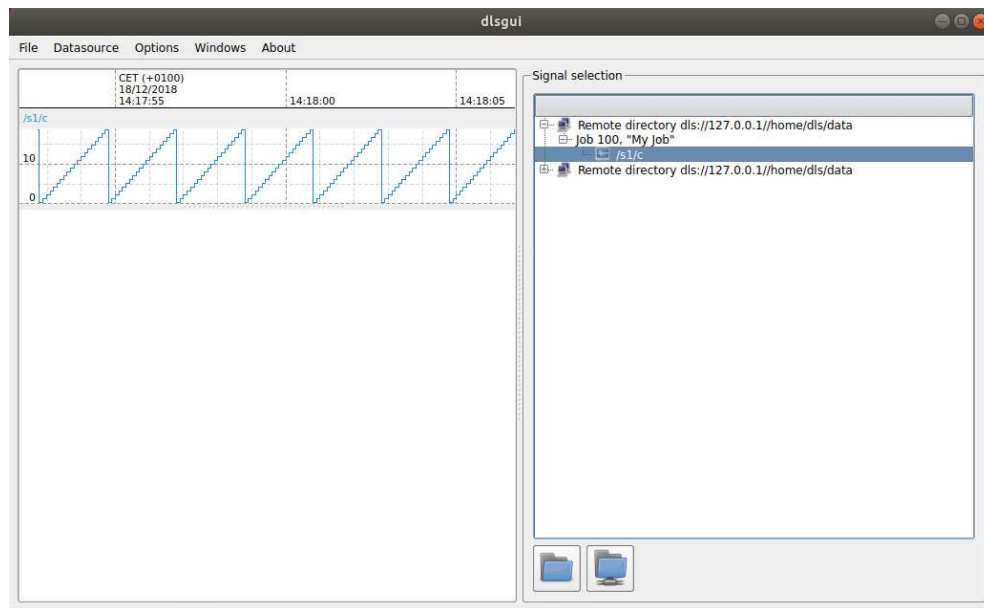 dlsgui
File Datasource Options Windows About
CET (+0100)
18/12/2018
14:17:55 14:18:00 14:18:05
/s1/c
10
0
Signal selection
Remote directory dls://127.0.0.1//home/dls/data
Job 100, "My Job"
/s1/c
Remote directory dls://127.0.0.1//home/dls/data